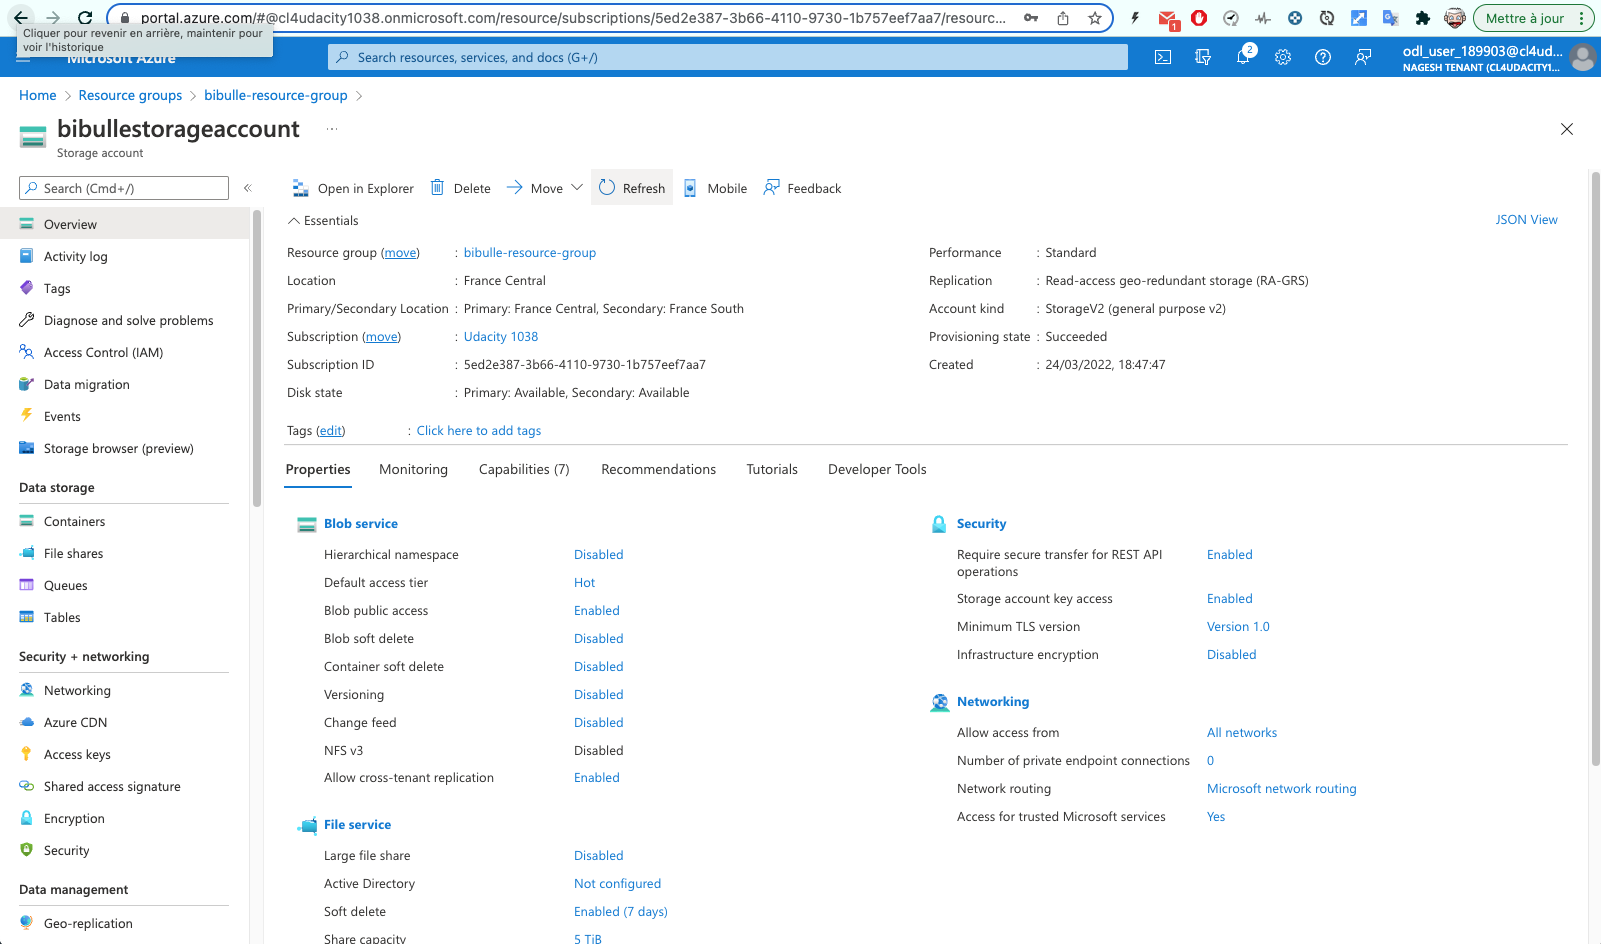 portal.azure.com/#@cl4udacity1038.onmicrosoft.com/resource/subscriptions/5ed2e387-3b66-4110-9730-1b757eef7aa7/resourc...
1
Mettre à jour
Cliquer pour revenir en arrière, maintenir pour
voir l'historique
Microsoft Azure
Search resources, services, and docs (G+/)
2
odl_user_189903@cl4ud...
NAGESH TENANT (CL4UDACITY1...
Home > Resource groups > bibulle-resource-group >
bibullestorageaccount ...
Storage account
Search (Cmd+/)
«
Overview
Activity log
Tags
Diagnose and solve problems
Access Control (IAM)
Data migration
Events
Storage browser (preview)
Data storage
Containers
File shares
Queues
Tables
Security + networking
Networking
Azure CDN
Access keys
Shared access signature
Encryption
Security
Data management
Geo-replication
Open in Explorer
Delete
Move
Refresh
Mobile
Feedback
Essentials
JSON View
Resource group (move) : bibulle-resource-group
Location : France Central
Primary/Secondary Location : Primary: France Central, Secondary: France South
Subscription (move) : Udacity 1038
Subscription ID : 5ed2e387-3b66-4110-9730-1b757eef7aa7
Disk state : Primary: Available, Secondary: Available
Performance : Standard
Replication : Read-access geo-redundant storage (RA-GRS)
Account kind : StorageV2 (general purpose v2)
Provisioning state : Succeeded
Created : 24/03/2022, 18:47:47
Tags (edit) : Click here to add tags
Properties
Monitoring
Capabilities (7)
Recommendations
Tutorials
Developer Tools
Blob service
Hierarchical namespace Disabled
Default access tier Hot
Blob public access Enabled
Blob soft delete Disabled
Container soft delete Disabled
Versioning Disabled
Change feed Disabled
NFS v3 Disabled
Allow cross-tenant replication Enabled
File service
Large file share Disabled
Active Directory Not configured
Soft delete Enabled (7 days)
Share capacity 5 TiB
Security
Require secure transfer for REST API Enabled
operations
Storage account key access Enabled
Minimum TLS version Version 1.0
Infrastructure encryption Disabled
Networking
Allow access from All networks
Number of private endpoint connections 0
Network routing Microsoft network routing
Access for trusted Microsoft services Yes